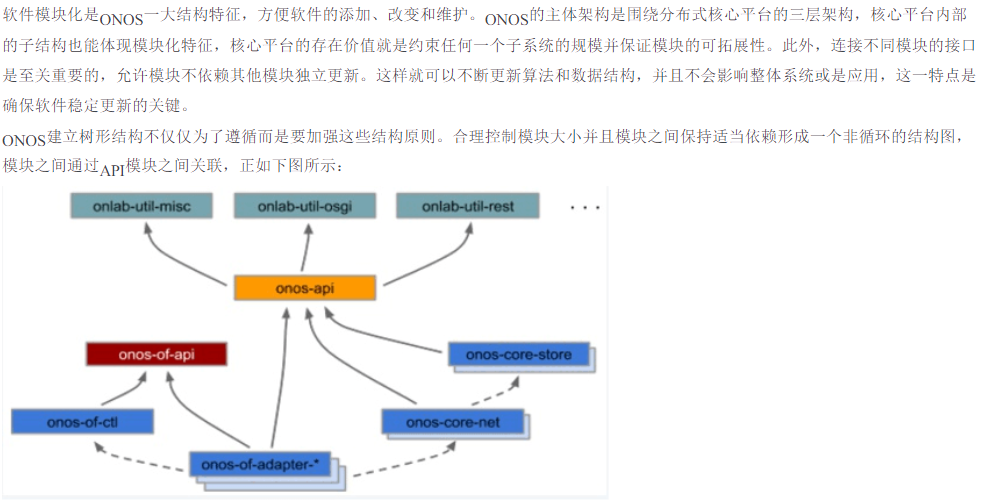 软件模块化是ONOS一大结构特征，方便软件的添加、改变和维护。ONOS的主体架构是围绕分布式核心平台的三层架构，核心平台内部
的子结构也能体现模块化特征，核心平台的存在价值就是约束任何一个子系统的规模并保证模块的可拓展性。此外，连接不同模块的接口
是至关重要的，允许模块不依赖其他模块独立更新。这样就可以不断更新算法和数据结构，并且不会影响整体系统或是应用，这一特点是
确保软件稳定更新的关键。
ONOS建立树形结构不仅仅为了遵循而是要加强这些结构原则。合理控制模块大小并且模块之间保持适当依赖形成一个非循环的结构图，
模块之间通过API模块之间关联，正如下图所示：
onlab-util-misc
onlab-util-osgi
onlab-util-rest
. . .
onos-api
onos-of-api
onos-core-store
onos-of-ctl
onos-core-net
onos-of-adapter-*